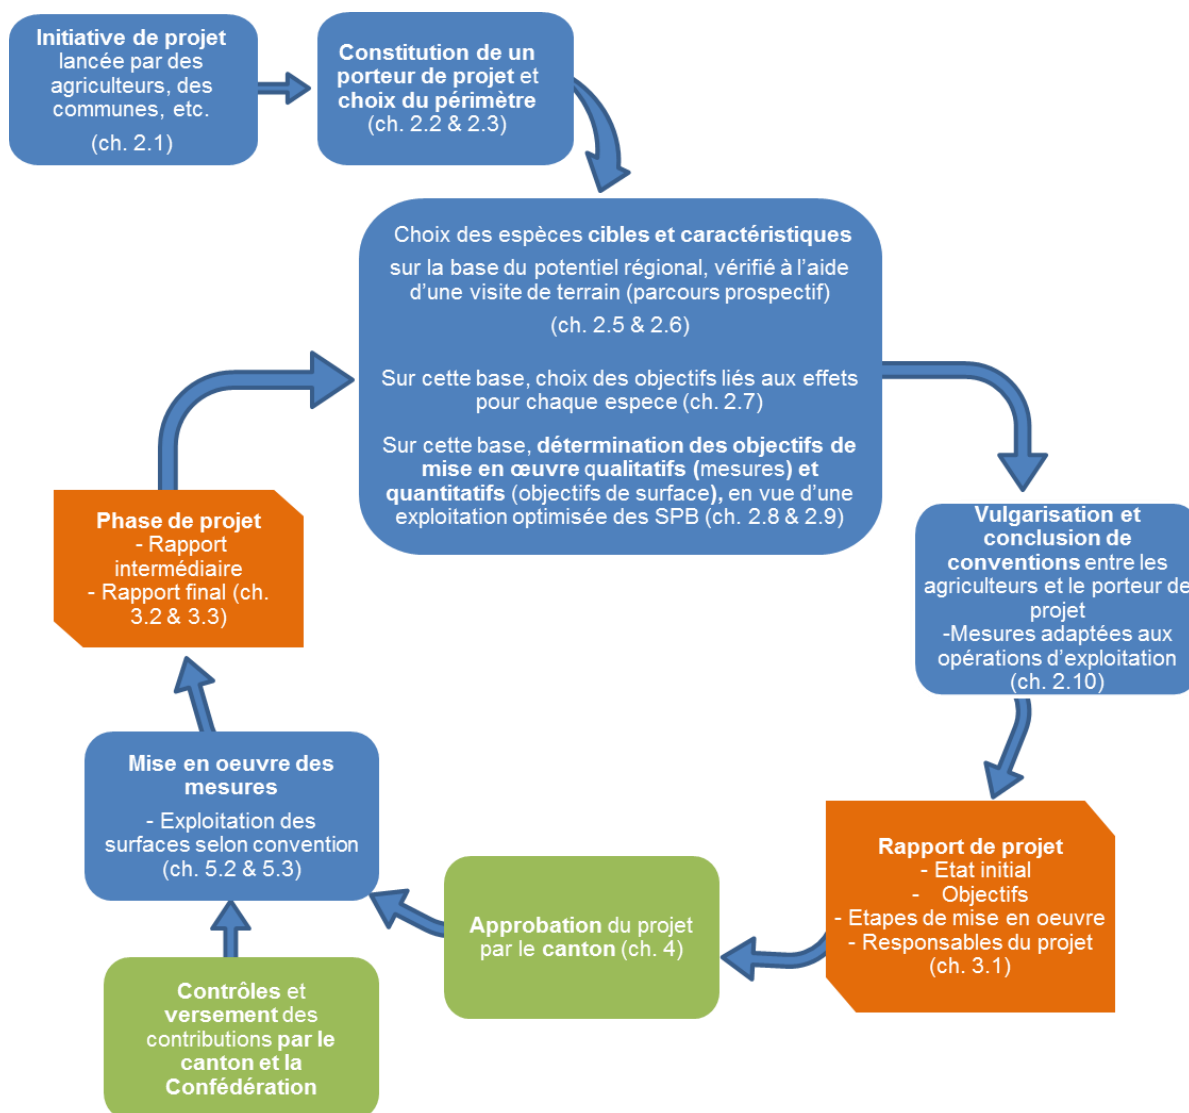 Initiative de projet
lancée par des
agriculteurs, des
communes, etc.
(ch. 2.1)
Constitution de un
porteur de projet et
choix du périmètre
(ch. 2.2 & 2.3)
Choix des espèces cibles et caractéristiques
sur la base du potentiel régional, vérifié à l’aide
d’une visite de terrain (parcours prospectif)
(ch. 2.5 & 2.6)
Sur cette base, choix des objectifs liés aux effets
pour chaque espece (ch. 2.7)
Sur cette base, détermination des objectifs de
mise en œuvre qualitatifs (mesures) et
quantitatifs (objectifs de surface), en vue d’une
exploitation optimisée des SPB (ch. 2.8 & 2.9)
Vulgarisation et
conclusion de
conventions entre les
agriculteurs et le porteur de
projet
-Mesures adaptées aux
opérations d’exploitation
(ch. 2.10)
Rapport de projet
- Etat initial
- Objectifs
- Etapes de mise en oeuvre
- Responsables du projet
(ch. 3.1)
Approbation du projet
par le canton (ch. 4)
Mise en oeuvre des
mesures
- Exploitation des
surfaces selon convention
(ch. 5.2 & 5.3)
Contrôles et
versement des
contributions par le
canton et la
Confédération
Phase de projet
- Rapport
intermédiaire
- Rapport final (ch.
3.2 & 3.3)